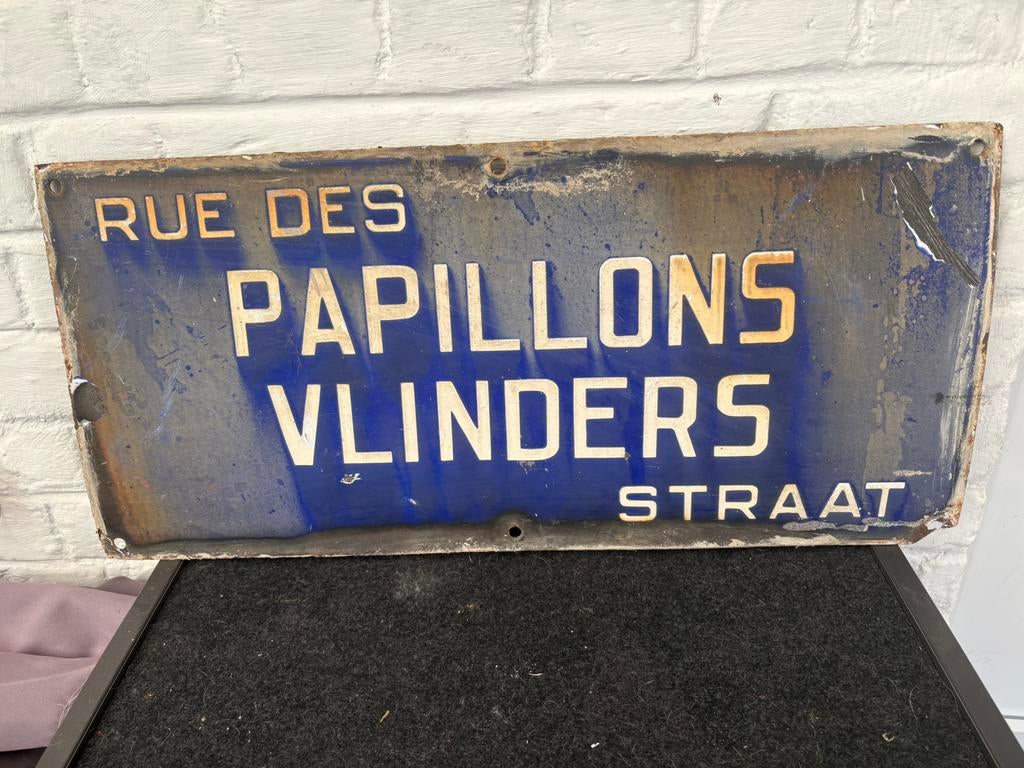 RUE DES
PAPILLONS
VLINDERS
STRAAT